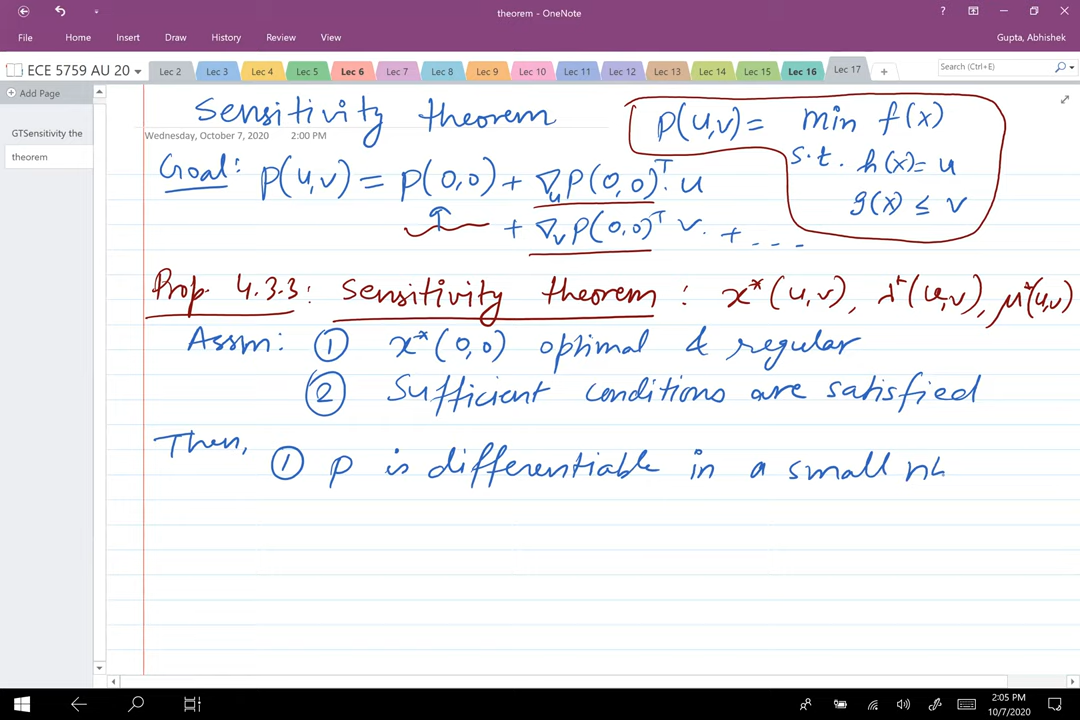 theorem - OneNote
File Home Insert Draw History Review View Gupta, Abhishek
ECE 5759 AU 20 Lec 2 Lec 3 Lec 4 Lec 5 Lec 6 Lec 7 Lec 8 Lec 9 Lec 10 Lec 11 Lec 12 Lec 13 Lec 14 Lec 15 Lec 16 Lec 17 Search (Ctrl+E)
Add Page
GTSensitivity the
theorem
Sensitivity theorem
Wednesday, October 7, 2020 2:00 PM
P(u,v) = min f(x)
s.t. h(x) = u
g(x) ≤ v
Goal: P(u,v) = P(0,0) + ∇uP(0,0)ᵀ. u
+ ∇vP(0,0)ᵀ v. + ...
Prop. 4.3.3: Sensitivity theorem : x*(u,v), λ*(u,v), μ*(u,v)
Assm: ① x*(0,0) optimal & regular
② Sufficient conditions are satisfied
Then,
① P is differentiable in a small nh
2:05 PM
10/7/2020